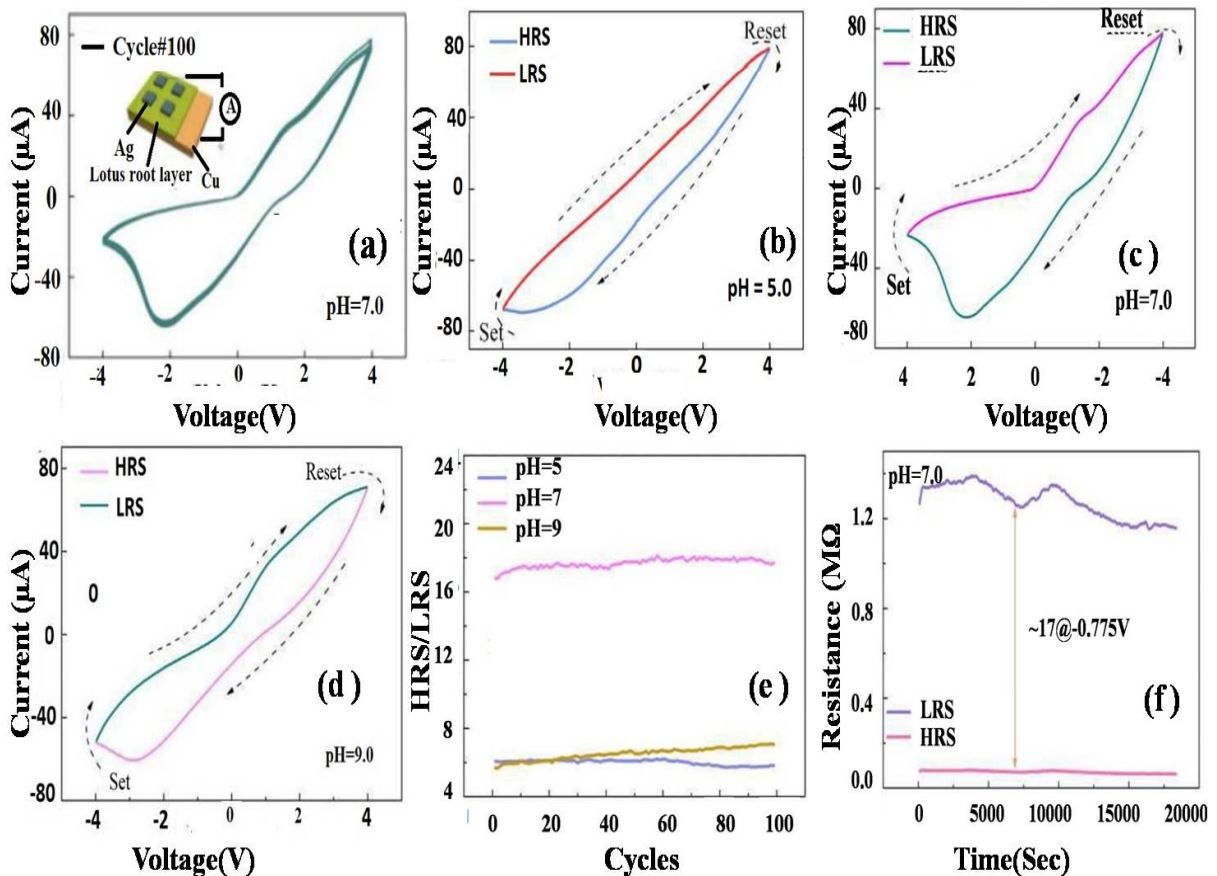 (a)
80
40
0
-40
-80
Current (µA)
Cycle#100
A
Ag
Lotus root layer
Cu
pH=7.0
-4 -2 0 2 4
Voltage(V)
(b)
80
40
0
-40
-80
Current (µA)
HRS
LRS
Reset
Set
pH = 5.0
-4 -2 0 2 4
Voltage(V)
(c)
80
40
0
-40
-80
Current (µA)
HRS
LRS
Reset
Set
pH=7.0
4 2 0 -2 -4
Voltage(V)
(d)
80
40
0
0
-40
-80
Current (µA)
HRS
LRS
Reset
Set
pH=9.0
-4 -2 0 2 4
Voltage(V)
(e)
24
22
20
18
16
14
12
10
8
6
4
HRS/LRS
pH=5
pH=7
pH=9
0 20 40 60 80 100
Cycles
(f)
1.2
0.8
0.4
0.0
Resistance (MΩ
pH=7.0
~17@-0.775V
LRS
HRS
0 5000 10000 15000 20000
Time(Sec)